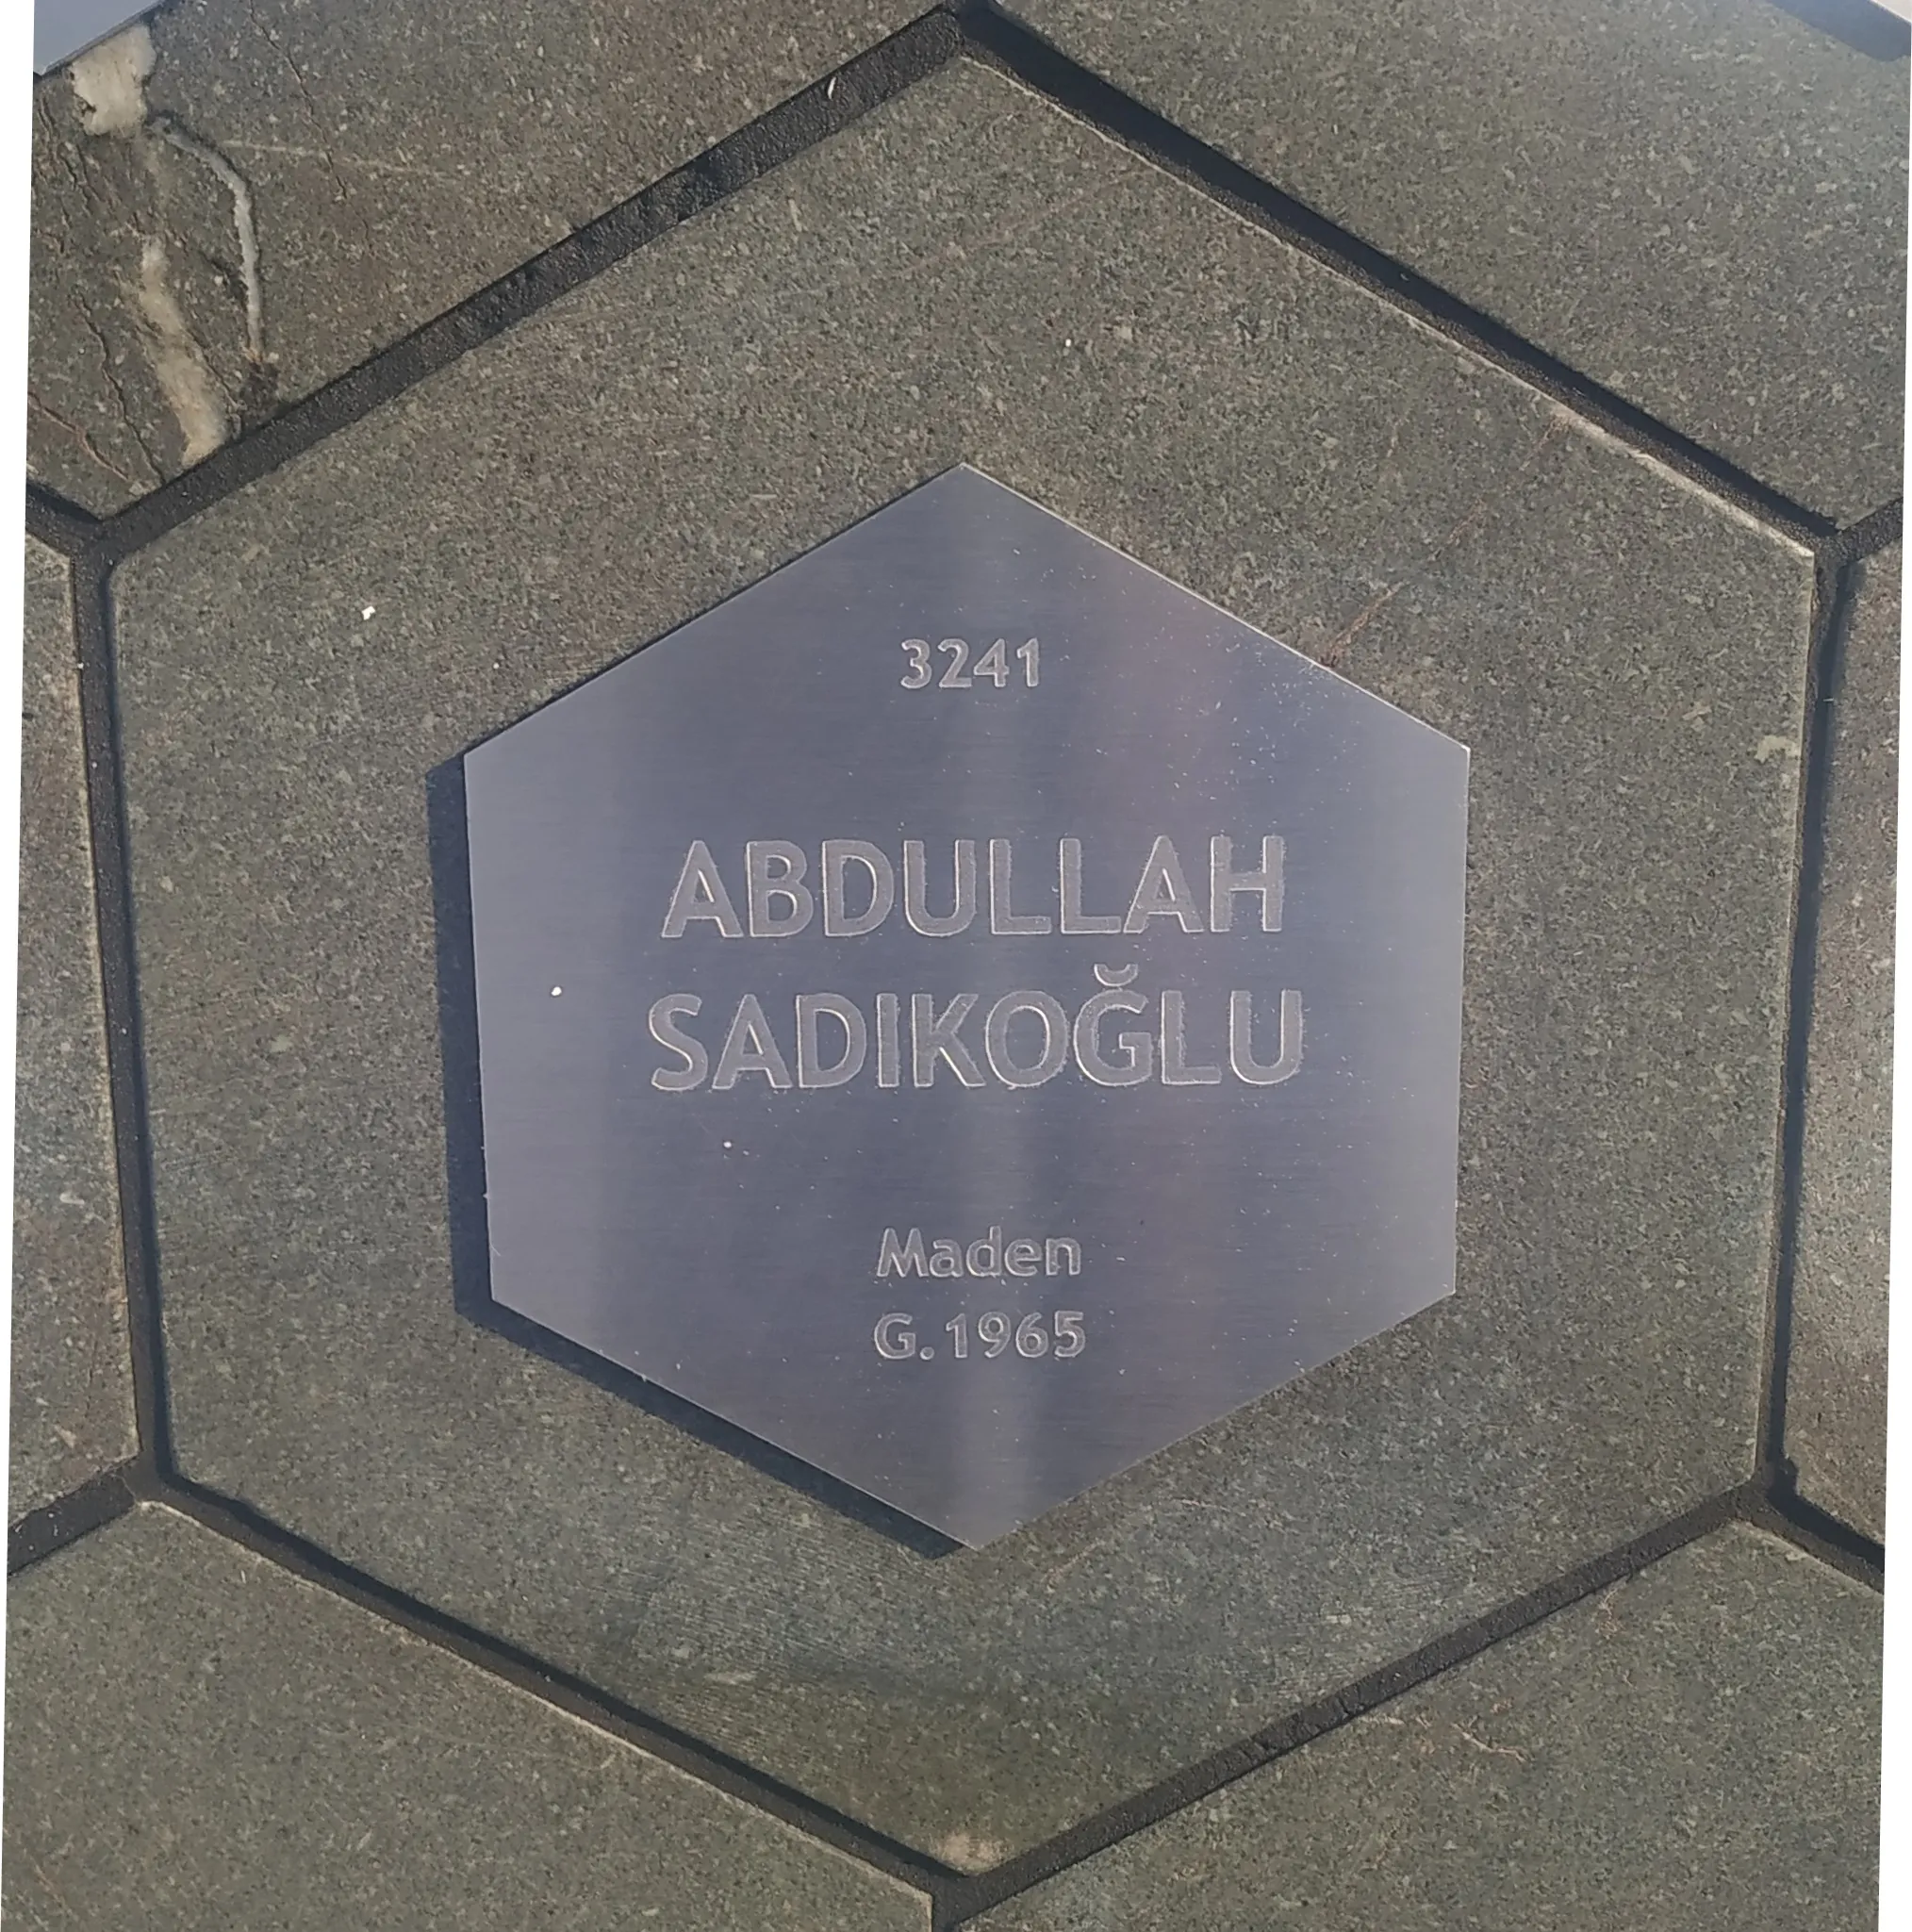 3241
ABDULLAH
SADIKOĞLU
Maden
G.1965